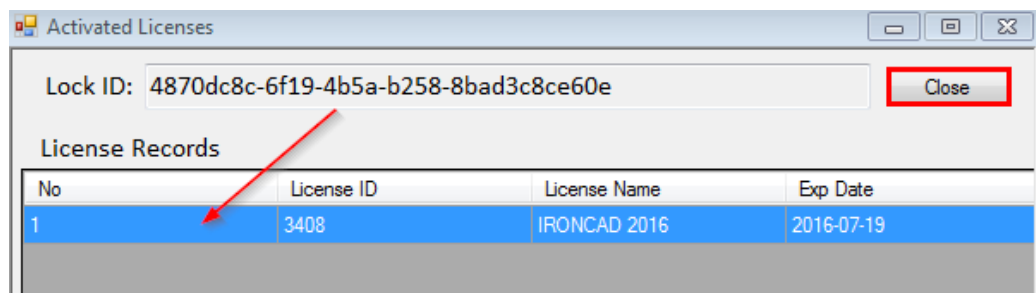 Activated Licenses
Lock ID: 4870dc8c-6f19-4b5a-b258-8bad3c8ce60e Close
License Records
No License ID License Name Exp Date
1 3408 IRONCAD 2016 2016-07-19